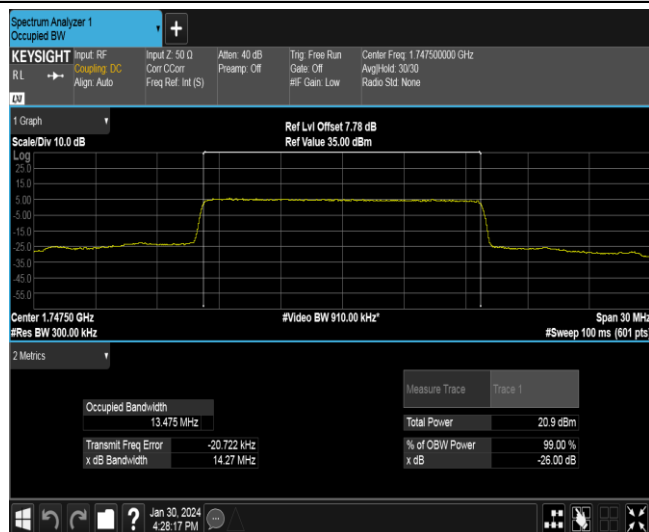 Spectrum Analyzer 1
Occupied BW
+
KEYSIGHT Input: RF Input Z: 50 Ω Atten: 40 dB Trig: Free Run Center Freq: 1.747500000 GHz
RL Coupling: DC Corr CCorr Preamp: Off Gate: Off Avg|Hold: 30/30
Align: Auto Freq Ref: Int (S) #IF Gain: Low Radio Std: None
LXI
1 Graph
Ref Lvl Offset 7.78 dB
Scale/Div 10.0 dB Ref Value 35.00 dBm
Log
25.0
15.0
5.00
-5.00
-15.0
-25.0
-35.0
-45.0
-55.0
Center 1.74750 GHz #Video BW 910.00 kHz* Span 30 MHz
#Res BW 300.00 kHz #Sweep 100 ms (601 pts)
2 Metrics
Measure Trace Trace 1
Occupied Bandwidth
13.475 MHz Total Power 20.9 dBm
Transmit Freq Error -20.722 kHz % of OBW Power 99.00 %
x dB Bandwidth 14.27 MHz x dB -26.00 dB
? Jan 30, 2024
4:28:17 PM